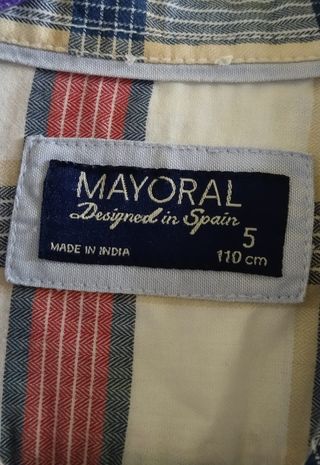 MAYORAL
Designed in Spain
5
MADE IN INDIA
110 cm